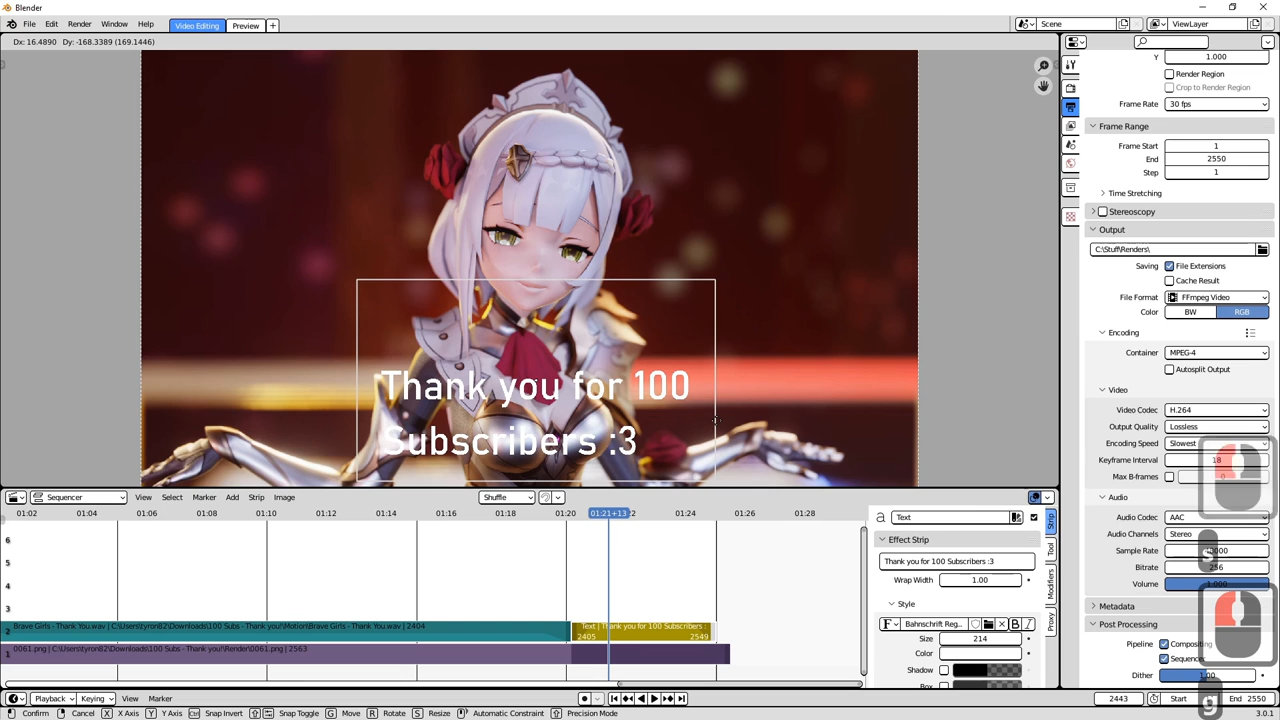 Blender
File Edit Render Window Help Video Editing Preview + Scene ViewLayer
Dx: 16.4890 Dy: -168.3389 (169.1446)
Y 1.000
Render Region
Crop to Render Region
Frame Rate 30 fps
Frame Range
Frame Start 1
End 2550
Step 1
Time Stretching
Stereoscopy
Output
C:\Stuff\Renders\
Saving File Extensions
Cache Result
File Format FFmpeg Video
Color BW RGB
Encoding
Container MPEG-4
Autosplit Output
Video
Video Codec H.264
Output Quality Lossless
Encoding Speed Slowest
Keyframe Interval 18
Max B-frames 0
Audio
Audio Codec AAC
Audio Channels Stereo
Sample Rate
Bitrate 256
Volume 1.000
Metadata
Post Processing
Pipeline
Dither 1.00
Thank you for 100
Subscribers :3
Sequencer View Select Marker Add Strip Image Shuffle
01:02 01:04 01:06 01:08 01:10 01:12 01:14 01:16 01:18 01:20 01:21+13 01:24 01:26 01:28
6
5
4
3
2 Brave Girls - Thank You.wav | C:\Users\tyron82\Downloads\100 Subs - Thank you!\Motion\Brave Girls - Thank You.wav | 2404
Text | Thank you for 100 Subscribers :
2405 2549
1 0061.png | C:\Users\tyron82\Downloads\100 Subs - Thank you!\Render\0061.png | 2563
Text
Effect Strip
Thank you for 100 Subscribers :3
Wrap Width 1.00
Style
F Bahnschrift Reg... B I
Size 214
Color
Shadow
Box
Strip
Tool
Modifiers
Proxy
s
g
Playback Keying View Marker 2443 Start End 2550
Confirm Cancel X X Axis Y Y Axis Snap Invert Snap Toggle G Move R Rotate S Resize Automatic Constraint Precision Mode 3.0.1